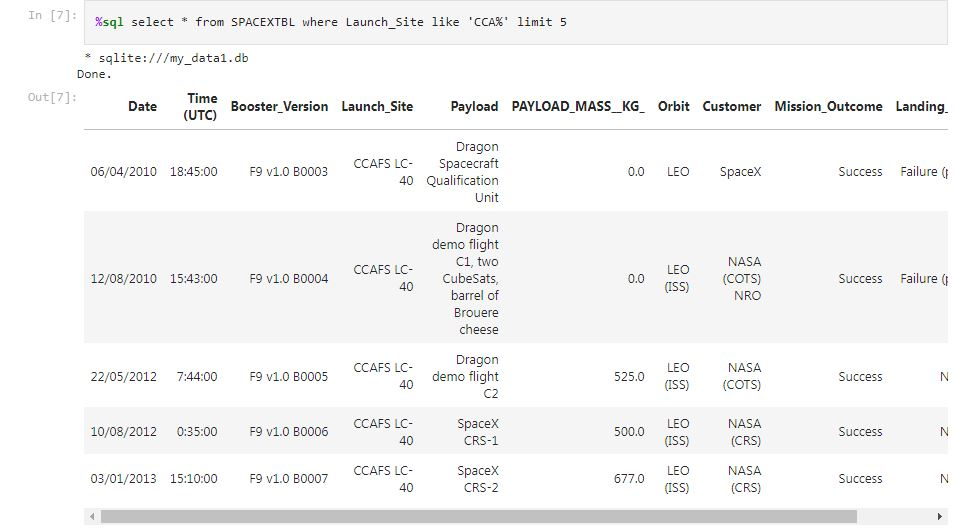 In [7]:
%sql select * from SPACEXTBL where Launch_Site like 'CCA%' limit 5
* sqlite:///my_data1.db
Done.
Out[7]:
Date Time (UTC) Booster_Version Launch_Site Payload PAYLOAD_MASS__KG_ Orbit Customer Mission_Outcome Landing_
06/04/2010 18:45:00 F9 v1.0 B0003 CCAFS LC-40 Dragon Spacecraft Qualification Unit 0.0 LEO SpaceX Success Failure (p
12/08/2010 15:43:00 F9 v1.0 B0004 CCAFS LC-40 Dragon demo flight C1, two CubeSats, barrel of Brouere cheese 0.0 LEO (ISS) NASA (COTS) NRO Success Failure (p
22/05/2012 7:44:00 F9 v1.0 B0005 CCAFS LC-40 Dragon demo flight C2 525.0 LEO (ISS) NASA (COTS) Success N
10/08/2012 0:35:00 F9 v1.0 B0006 CCAFS LC-40 SpaceX CRS-1 500.0 LEO (ISS) NASA (CRS) Success N
03/01/2013 15:10:00 F9 v1.0 B0007 CCAFS LC-40 SpaceX CRS-2 677.0 LEO (ISS) NASA (CRS) Success N